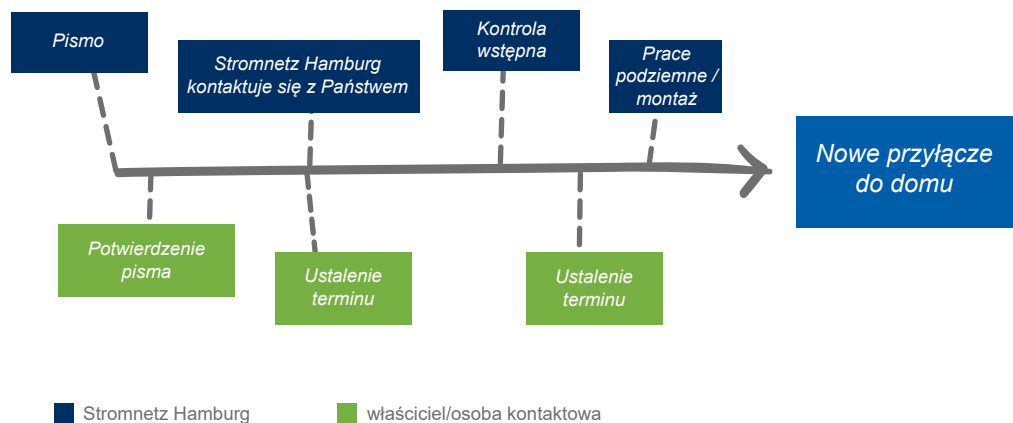 Pismo
Stromnetz Hamburg
kontaktuje się z Państwem
Kontrola
wstępna
Prace
podziemne /
montaż
Nowe przyłącze
do domu
Potwierdzenie
pisma
Ustalenie
terminu
Ustalenie
terminu
Stromnetz Hamburg
właściciel/osoba kontaktowa